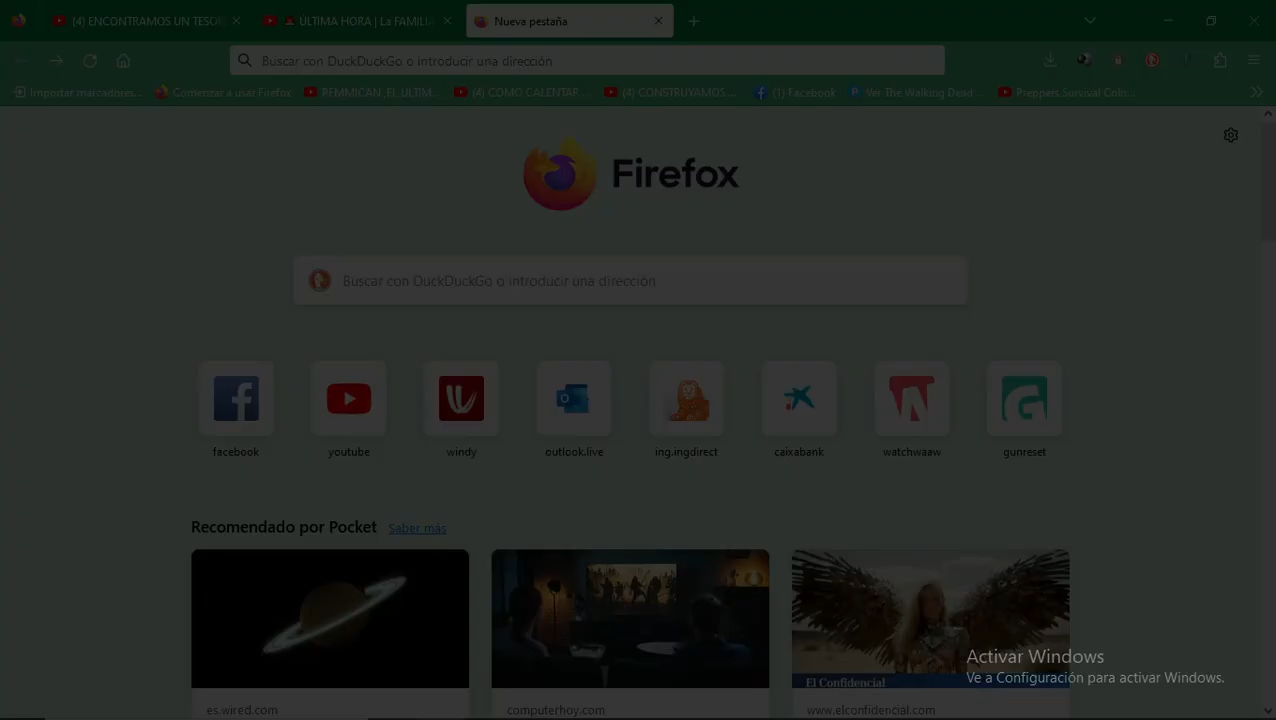 (4) ENCONTRAMOS UN TESOR
ÚLTIMA HORA | La FAMILI
Nueva pestaña
Buscar con DuckDuckGo o introducir una dirección
Importar marcadores...
Comenzar a usar Firefox
PEMMICAN ,EL ULTIM...
(4) COMO CALENTAR ...
(4) CONSTRUYAMOS ...
(1) Facebook
Ver The Walking Dead...
Preppers Survival Coin...
Firefox
Buscar con DuckDuckGo o introducir una dirección
facebook
youtube
windy
outlook.live
ing.ingdirect
caixabank
watchwaaw
gunreset
Recomendado por Pocket Saber más
El Confidencial
Activar Windows
Ve a Configuración para activar Windows.
es.wired.com
computerhoy.com
www.elconfidencial.com